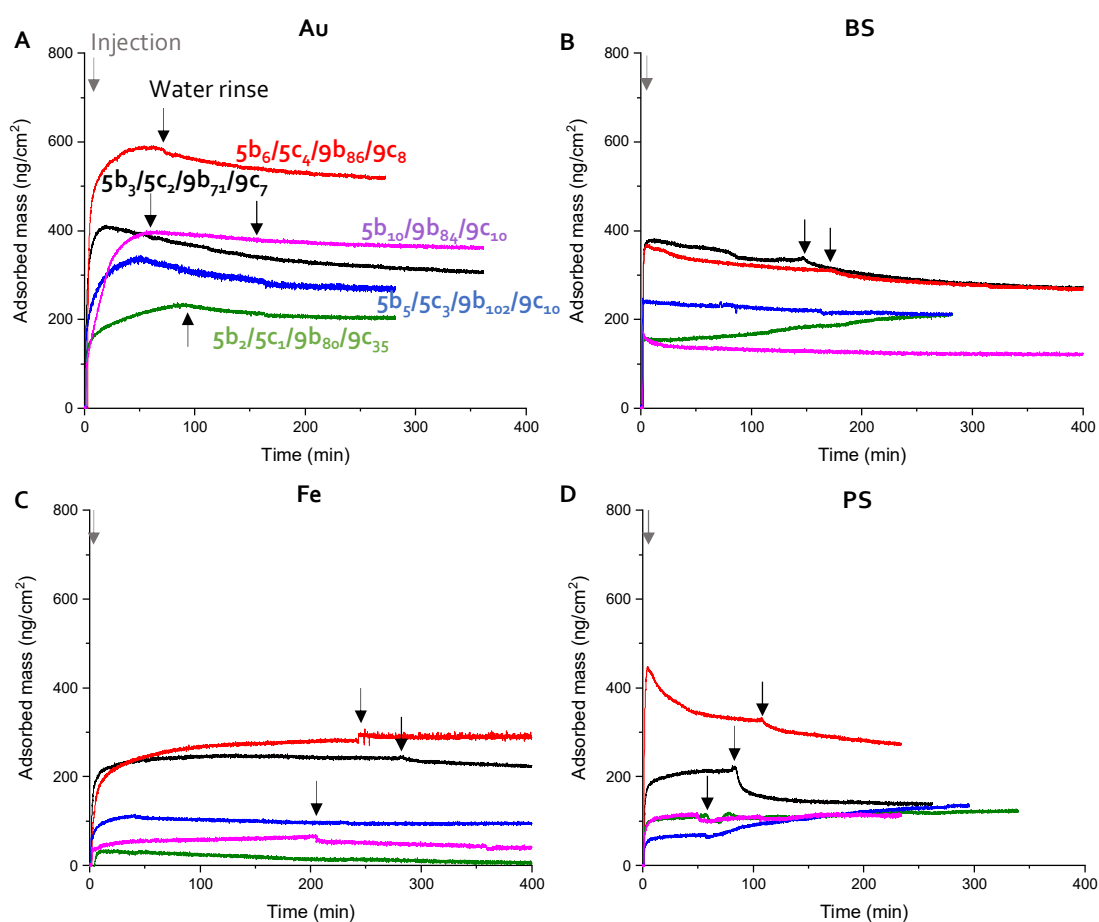 A
Au
Injection
Water rinse
5b₆/5c₄/9b₈₆/9c₈
5b₃/5c₂/9b₇₁/9c₇
5b₁₀/9b₈₄/9c₁₀
5b₅/5c₃/9b₁₀₂/9c₁₀
5b₂/5c₁/9b₈₀/9c₃₅
Adsorbed mass (ng/cm²)
800
600
400
200
0
0 100 200 300 400
Time (min)
B
BS
Adsorbed mass (ng/cm²)
800
600
400
200
0
0 100 200 300 400
Time (min)
C
Fe
Adsorbed mass (ng/cm²)
800
600
400
200
0
0 100 200 300 400
Time (min)
D
PS
Adsorbed mass (ng/cm²)
800
600
400
200
0
0 100 200 300 400
Time (min)